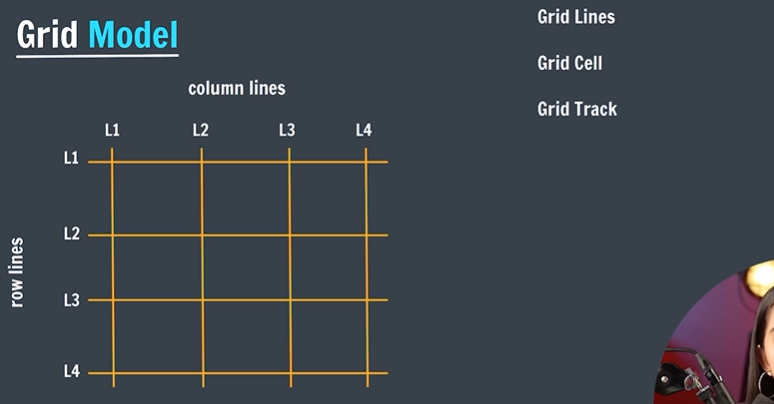 Grid Model
Grid Lines
Grid Cell
Grid Track
column lines
L1 L2 L3 L4
L1
L2
L3
L4
row lines